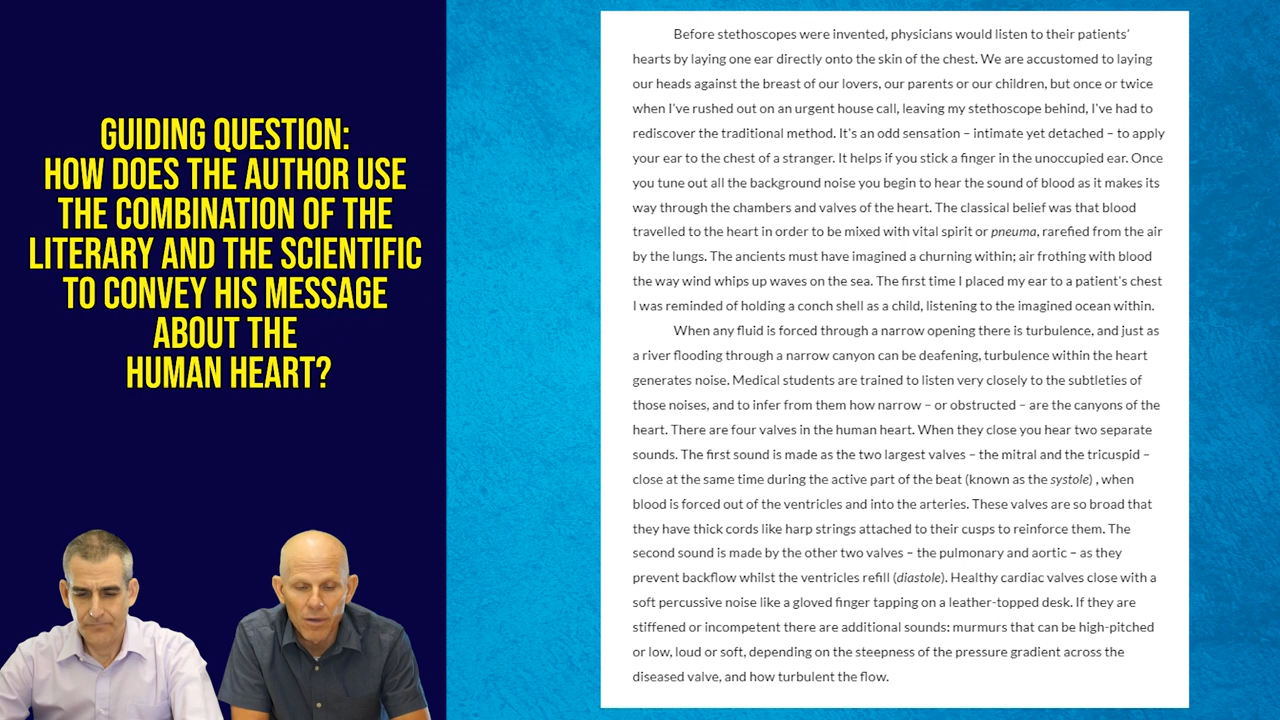 GUIDING QUESTION:
HOW DOES THE AUTHOR USE
THE COMBINATION OF THE
LITERARY AND THE SCIENTIFIC
TO CONVEY HIS MESSAGE
ABOUT THE
HUMAN HEART?
Before stethoscopes were invented, physicians would listen to their patients’
hearts by laying one ear directly onto the skin of the chest. We are accustomed to laying
our heads against the breast of our lovers, our parents or our children, but once or twice
when I’ve rushed out on an urgent house call, leaving my stethoscope behind, I’ve had to
rediscover the traditional method. It’s an odd sensation – intimate yet detached – to apply
your ear to the chest of a stranger. It helps if you stick a finger in the unoccupied ear. Once
you tune out all the background noise you begin to hear the sound of blood as it makes its
way through the chambers and valves of the heart. The classical belief was that blood
travelled to the heart in order to be mixed with vital spirit or pneuma, rarefied from the air
by the lungs. The ancients must have imagined a churning within; air frothing with blood
the way wind whips up waves on the sea. The first time I placed my ear to a patient’s chest
I was reminded of holding a conch shell as a child, listening to the imagined ocean within.
When any fluid is forced through a narrow opening there is turbulence, and just as
a river flooding through a narrow canyon can be deafening, turbulence within the heart
generates noise. Medical students are trained to listen very closely to the subtleties of
those noises, and to infer from them how narrow – or obstructed – are the canyons of the
heart. There are four valves in the human heart. When they close you hear two separate
sounds. The first sound is made as the two largest valves – the mitral and the tricuspid –
close at the same time during the active part of the beat (known as the systole) , when
blood is forced out of the ventricles and into the arteries. These valves are so broad that
they have thick cords like harp strings attached to their cusps to reinforce them. The
second sound is made by the other two valves – the pulmonary and aortic – as they
prevent backflow whilst the ventricles refill (diastole). Healthy cardiac valves close with a
soft percussive noise like a gloved finger tapping on a leather-topped desk. If they are
stiffened or incompetent there are additional sounds: murmurs that can be high-pitched
or low, loud or soft, depending on the steepness of the pressure gradient across the
diseased valve, and how turbulent the flow.